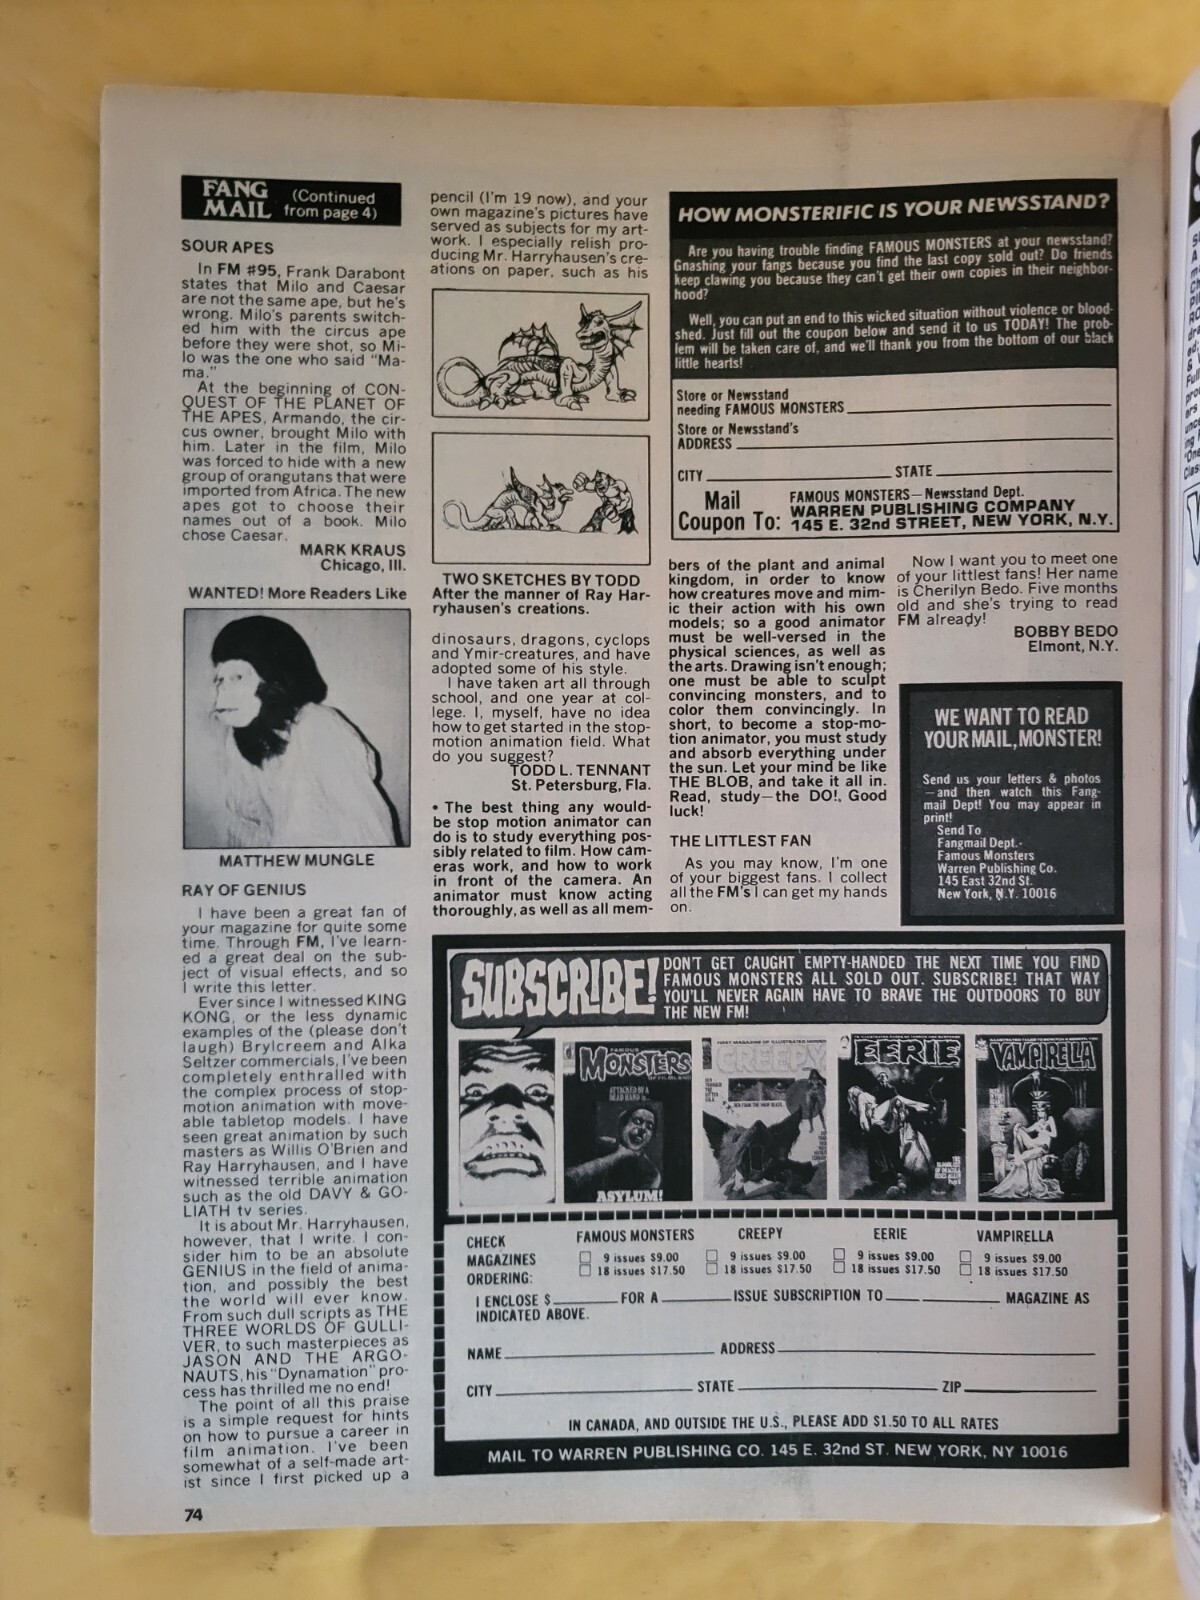 FANG
MAIL
(Continued
from page 4)
SOUR APES
In FM #95, Frank Darabont
states that Milo and Caesar
are not the same ape, but he's
wrong. Milo's parents switch-
ed him with the circus ape
before they were shot, so Mi-
lo was the one who said "Ma-
ma."
At the beginning of CON-
QUEST OF THE PLANET OF
THE APES, Armando, the cir-
cus owner, brought Milo with
him. Later in the film, Milo
was forced to hide with a new
group of orangutans that were
imported from Africa. The new
apes got to choose their
names out of a book. Milo
chose Caesar.
MARK KRAUS
Chicago, Ill.
WANTED! More Readers Like
MATTHEW MUNGLE
RAY OF GENIUS
I have been a great fan of
your magazine for quite some
time. Through FM, I've learn-
ed a great deal on the sub-
ject of visual effects, and so
I write this letter.
Ever since I witnessed KING
KONG, or the less dynamic
examples of the (please don't
laugh) Brylcreem and Alka
Seltzer commercials, I've been
completely enthralled with
the complex process of stop-
motion animation with move-
able tabletop models. I have
seen great animation by such
masters as Willis O'Brien and
Ray Harryhausen, and I have
witnessed terrible animation
such as the old DAVY & GO-
LIATH tv series.
It is about Mr. Harryhausen,
however, that I write. I con-
sider him to be an absolute
GENIUS in the field of anima-
tion, and possibly the best
the world will ever know.
From such dull scripts as THE
THREE WORLDS OF GULLI-
VER, to such masterpieces as
JASON AND THE ARGO-
NAUTS, his "Dynamation" pro-
cess has thrilled me no end!
The point of all this praise
is a simple request for hints
on how to pursue a career in
film animation. I've been
somewhat of a self-made art-
ist since I first picked up a
pencil (I'm 19 now), and your
own magazine's pictures have
served as subjects for my art-
work. I especially relish pro-
ducing Mr. Harryhausen's cre-
ations on paper, such as his
TWO SKETCHES BY TODD
After the manner of Ray Har-
ryhausen's creations.
dinosaurs, dragons, cyclops
and Ymir-creatures, and have
adopted some of his style.
I have taken art all through
school, and one year at col-
lege. I, myself, have no idea
how to get started in the stop-
motion animation field. What
do you suggest?
TODD L. TENNANT
St. Petersburg, Fla.
• The best thing any would-
be stop motion animator can
do is to study everything pos-
sibly related to film. How cam-
eras work, and how to work
in front of the camera. An
animator must know acting
thoroughly, as well as all mem-
bers of the plant and animal
kingdom, in order to know
how creatures move and mim-
ic their action with his own
models; so a good animator
must be well-versed in the
physical sciences, as well as
the arts. Drawing isn't enough;
one must be able to sculpt
convincing monsters, and to
color them convincingly. In
short, to become a stop-mo-
tion animator, you must study
and absorb everything under
the sun. Let your mind be like
THE BLOB, and take it all in.
Read, study—the DO!, Good
luck!
THE LITTLEST FAN
As you may know, I'm one
of your biggest fans. I collect
all the FM's I can get my hands
on.
Now I want you to meet one
of your littlest fans! Her name
is Cherilyn Bedo. Five months
old and she's trying to read
FM already!
BOBBY BEDO
Elmont, N.Y.
HOW MONSTERIFIC IS YOUR NEWSSTAND?
Are you having trouble finding FAMOUS MONSTERS at your newsstand?
Gnashing your fangs because you find the last copy sold out? Do friends
keep clawing you because they can't get their own copies in their neighbor-
hood?
Well, you can put an end to this wicked situation without violence or blood-
shed. Just fill out the coupon below and send it to us TODAY! The prob-
lem will be taken care of, and we'll thank you from the bottom of our black
little hearts!
Store or Newsstand
needing FAMOUS MONSTERS
Store or Newsstand's
ADDRESS
CITY STATE
Mail
Coupon To:
FAMOUS MONSTERS—Newsstand Dept.
WARREN PUBLISHING COMPANY
145 E. 32nd STREET, NEW YORK, N.Y.
WE WANT TO READ
YOUR MAIL, MONSTER!
Send us your letters & photos
—and then watch this Fang-
mail Dept! You may appear in
print!
Send To
Fangmail Dept.
Famous Monsters
Warren Publishing Co.
145 East 32nd St.
New York, N.Y. 10016
SUBSCRIBE!
DON'T GET CAUGHT EMPTY-HANDED THE NEXT TIME YOU FIND
FAMOUS MONSTERS ALL SOLD OUT. SUBSCRIBE! THAT WAY
YOU'LL NEVER AGAIN HAVE TO BRAVE THE OUTDOORS TO BUY
THE NEW FM!
FAMOUS
MONSTERS
OF FILMLAND
ATTACKED BY A
DEAD HAND
ASYLUM!
CREEPY
EERIE
VAMPIRELLA
CHECK
MAGAZINES
ORDERING:
FAMOUS MONSTERS
9 issues $9.00
18 issues $17.50
CREEPY
9 issues $9.00
18 issues $17.50
EERIE
9 issues $9.00
18 issues $17.50
VAMPIRELLA
9 issues $9.00
18 issues $17.50
I ENCLOSE $ FOR A ISSUE SUBSCRIPTION TO MAGAZINE AS
INDICATED ABOVE.
NAME ADDRESS
CITY STATE ZIP
IN CANADA, AND OUTSIDE THE U.S., PLEASE ADD $1.50 TO ALL RATES
MAIL TO WARREN PUBLISHING CO. 145 E. 32nd ST. NEW YORK, NY 10016
74